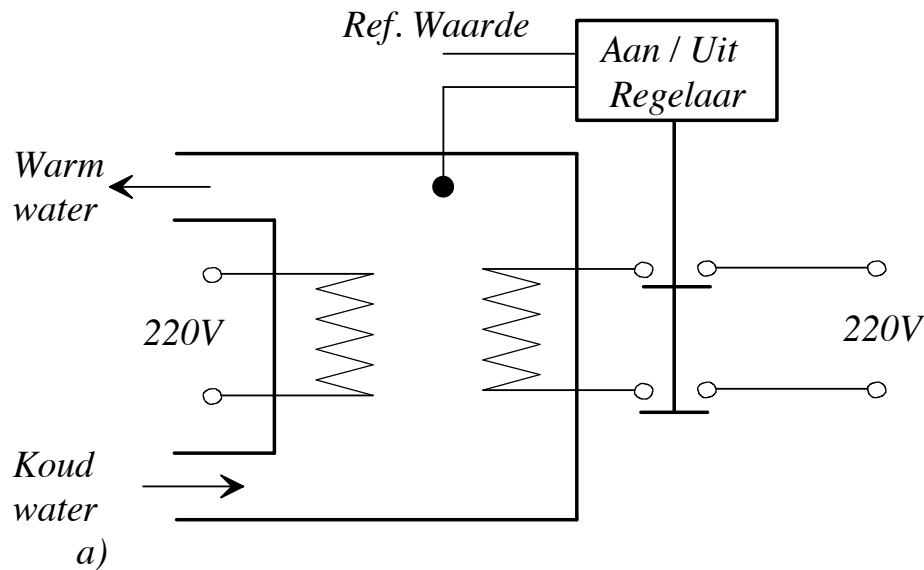 Ref. Waarde
Aan / Uit
Regelaar
Warm
water
220V
220V
Koud
water
a)